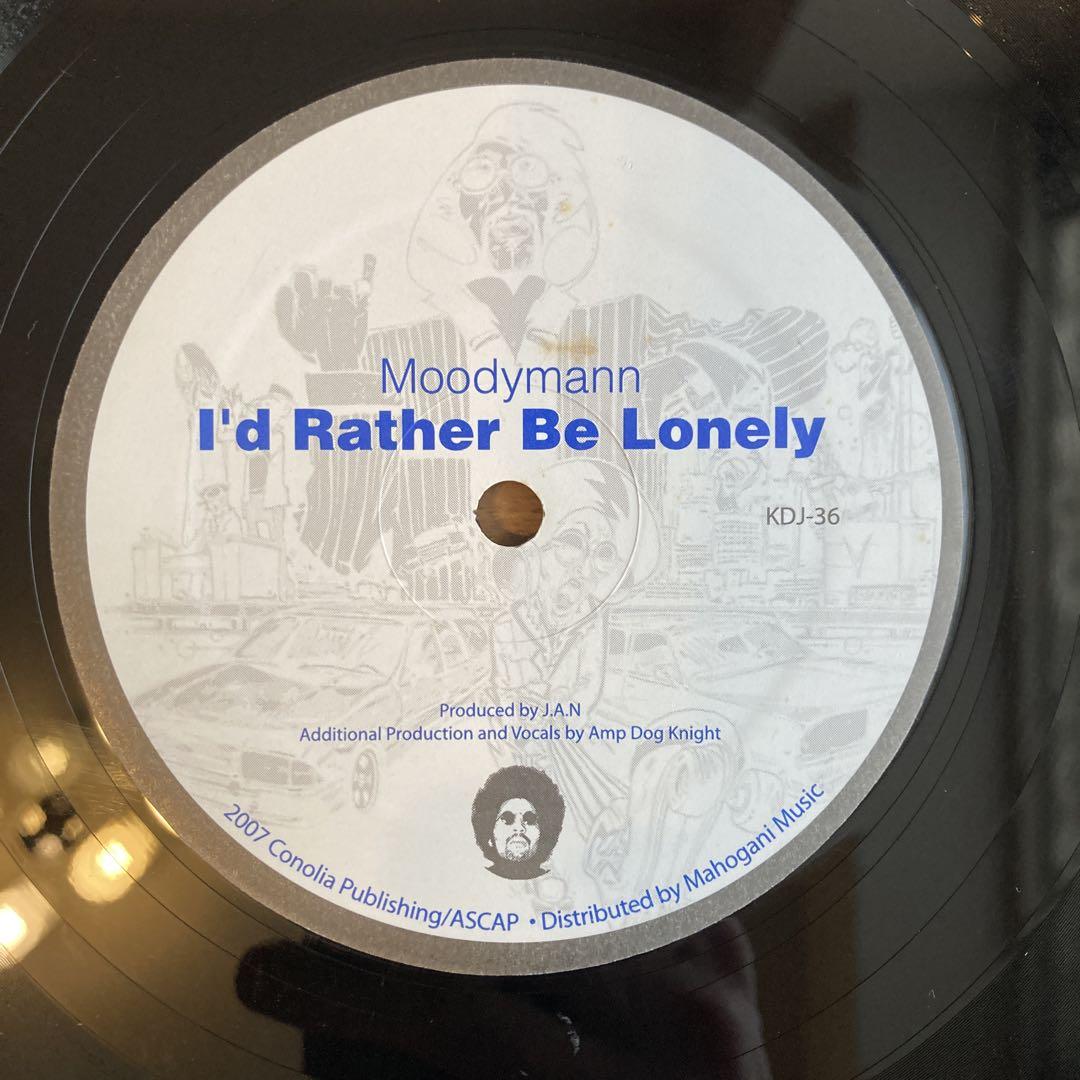 Moodymann
I'd Rather Be Lonely
KDJ-36
Produced by J.A.N
Additional Production and Vocals by Amp Dog Knight
2007 Conolia Publishing/ASCAP • Distributed by Mahogani Music